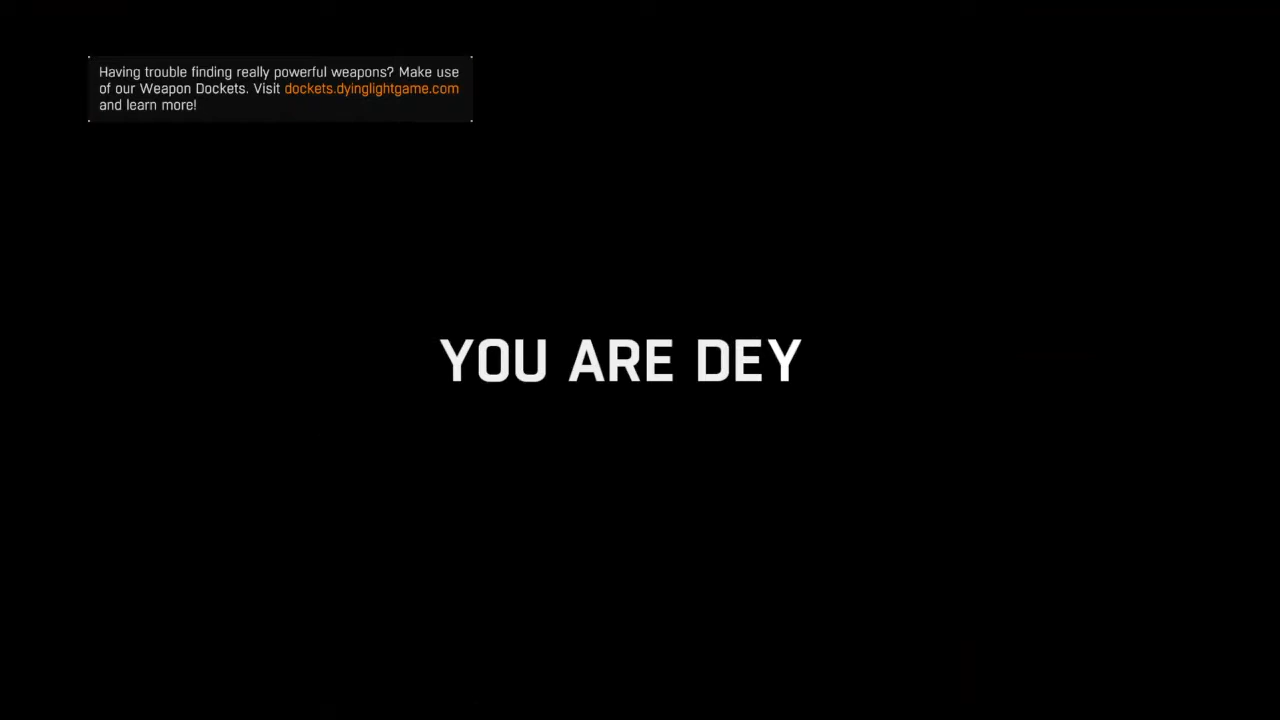 Having trouble finding really powerful weapons? Make use
of our Weapon Dockets. Visit dockets.dyinglightgame.com
and learn more!
YOU ARE DEY